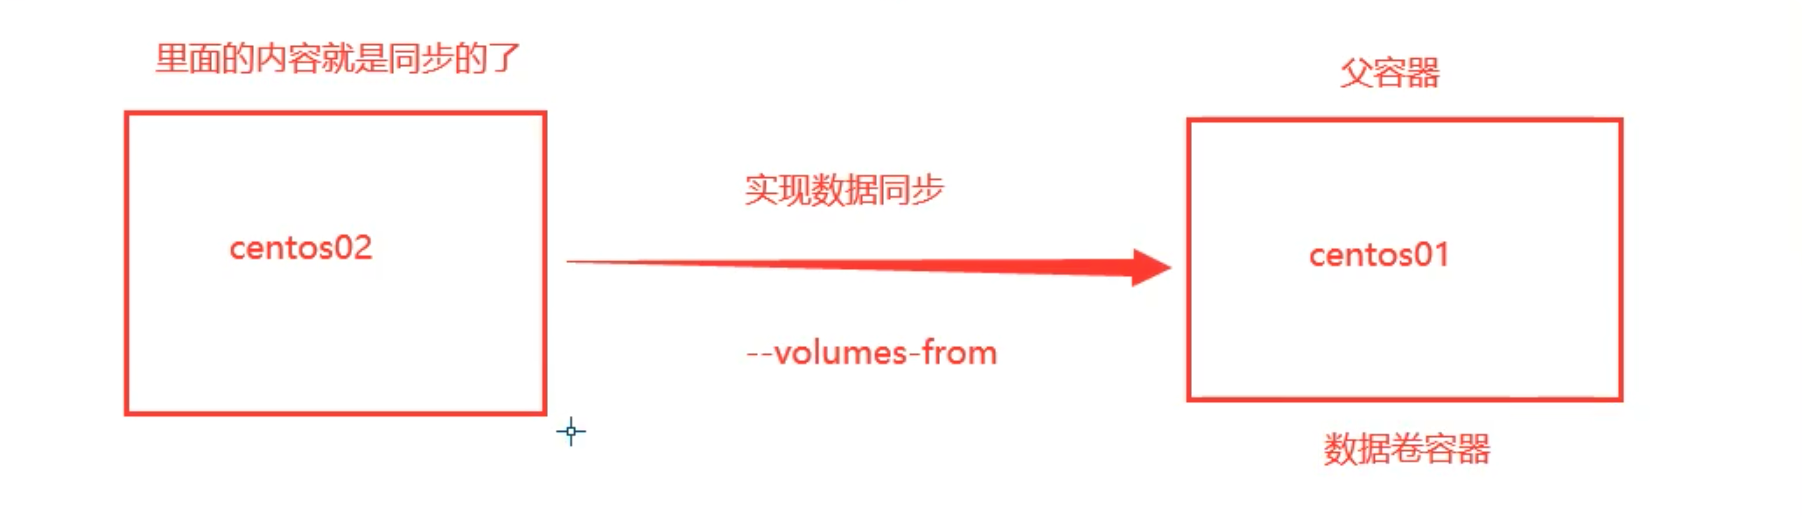 里面的内容就是同步的了
父容器
实现数据同步
centos02
centos01
--volumes-from
数据卷容器